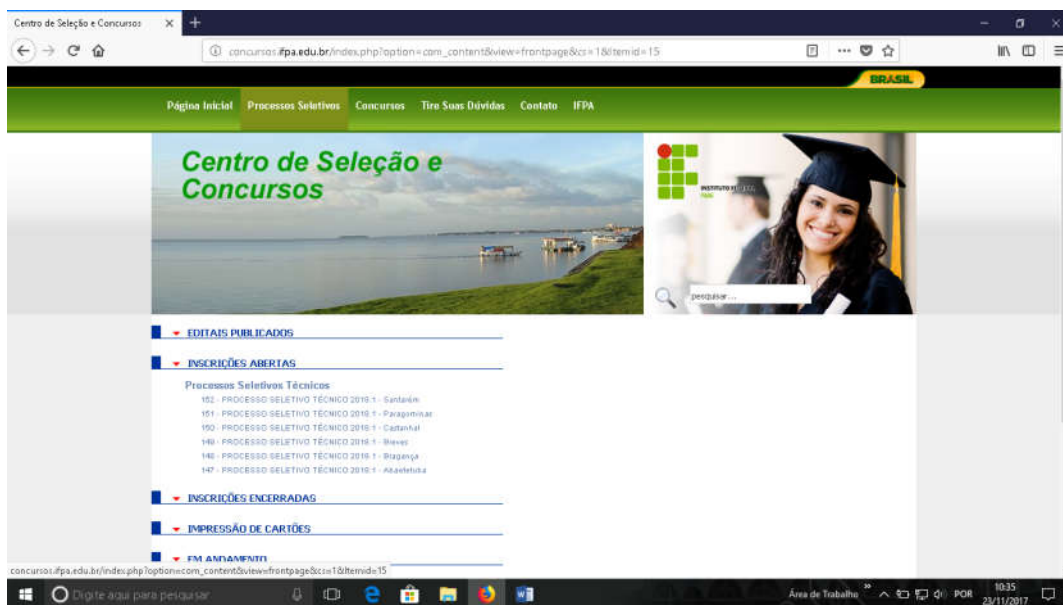 Centro de Seleção e Concursos
concursos.ifpa.edu.br/index.php?option=com_content&view=frontpage&cs=1&Itemid=15
BRASIL
Página Inicial Processos Seletivos Concursos Tire Suas Dúvidas Contato IFPA
Centro de Seleção e
Concursos
INSTITUTO FEDERAL
PARÁ
pesquisar...
EDITAIS PUBLICADOS
INSCRIÇÕES ABERTAS
Processos Seletivos Técnicos
152 - PROCESSO SELETIVO TÉCNICO 2018.1 - Santarém
151 - PROCESSO SELETIVO TÉCNICO 2018.1 - Paragominas
150 - PROCESSO SELETIVO TÉCNICO 2018.1 - Castanhal
149 - PROCESSO SELETIVO TÉCNICO 2018.1 - Breves
148 - PROCESSO SELETIVO TÉCNICO 2018.1 - Bragança
147 - PROCESSO SELETIVO TÉCNICO 2018.1 - Abaetetuba
INSCRIÇÕES ENCERRADAS
IMPRESSÃO DE CARTÕES
EM ANDAMENTO
concursos.ifpa.edu.br/index.php?option=com_content&view=frontpage&cs=1&Itemid=15
Digite aqui para pesquisar
Área de Trabalho
POR
10:35
23/11/2017